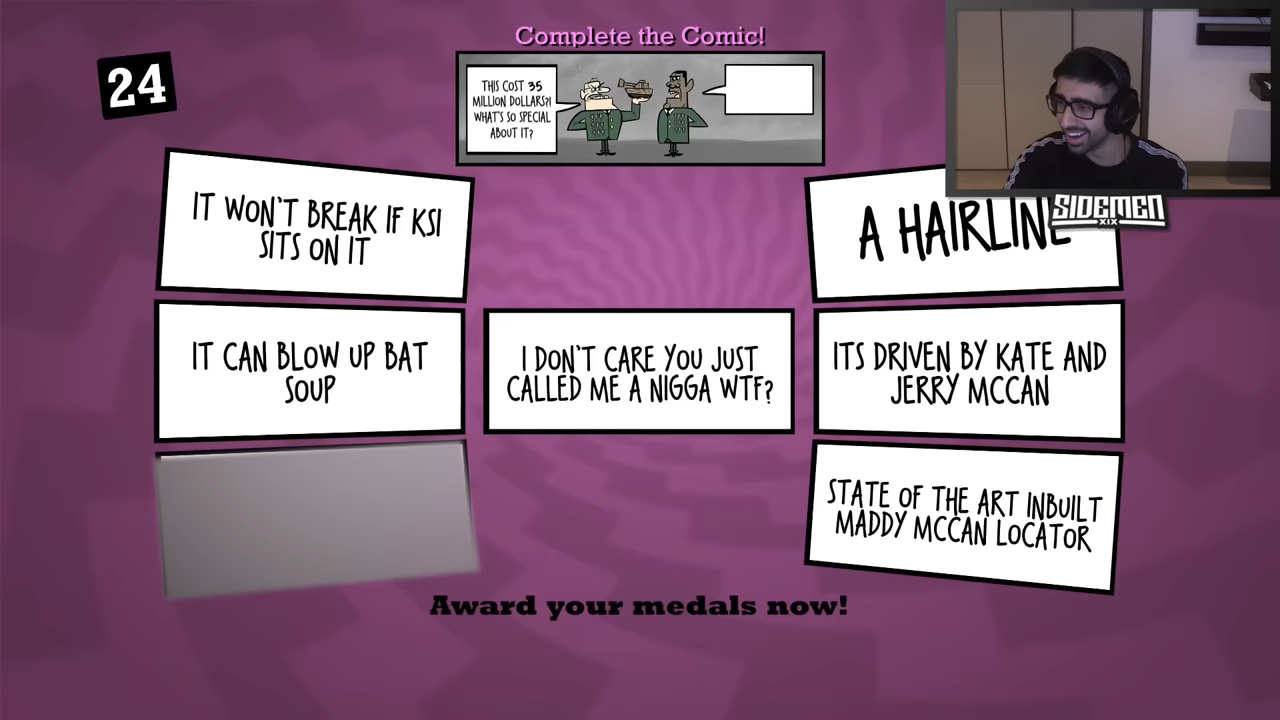 Complete the Comic!
24
THIS COST 35
MILLION DOLLARS?!
WHAT'S SO SPECIAL
ABOUT IT?
IT WON'T BREAK IF KSI
SITS ON IT
A HAIRLINE
SIDEMEN
XIX
IT CAN BLOW UP BAT
SOUP
I DON'T CARE YOU JUST
CALLED ME A NIGGA WTF?
ITS DRIVEN BY KATE AND
JERRY MCCAN
STATE OF THE ART INBUILT
MADDY MCCAN LOCATOR
Award your medals now!